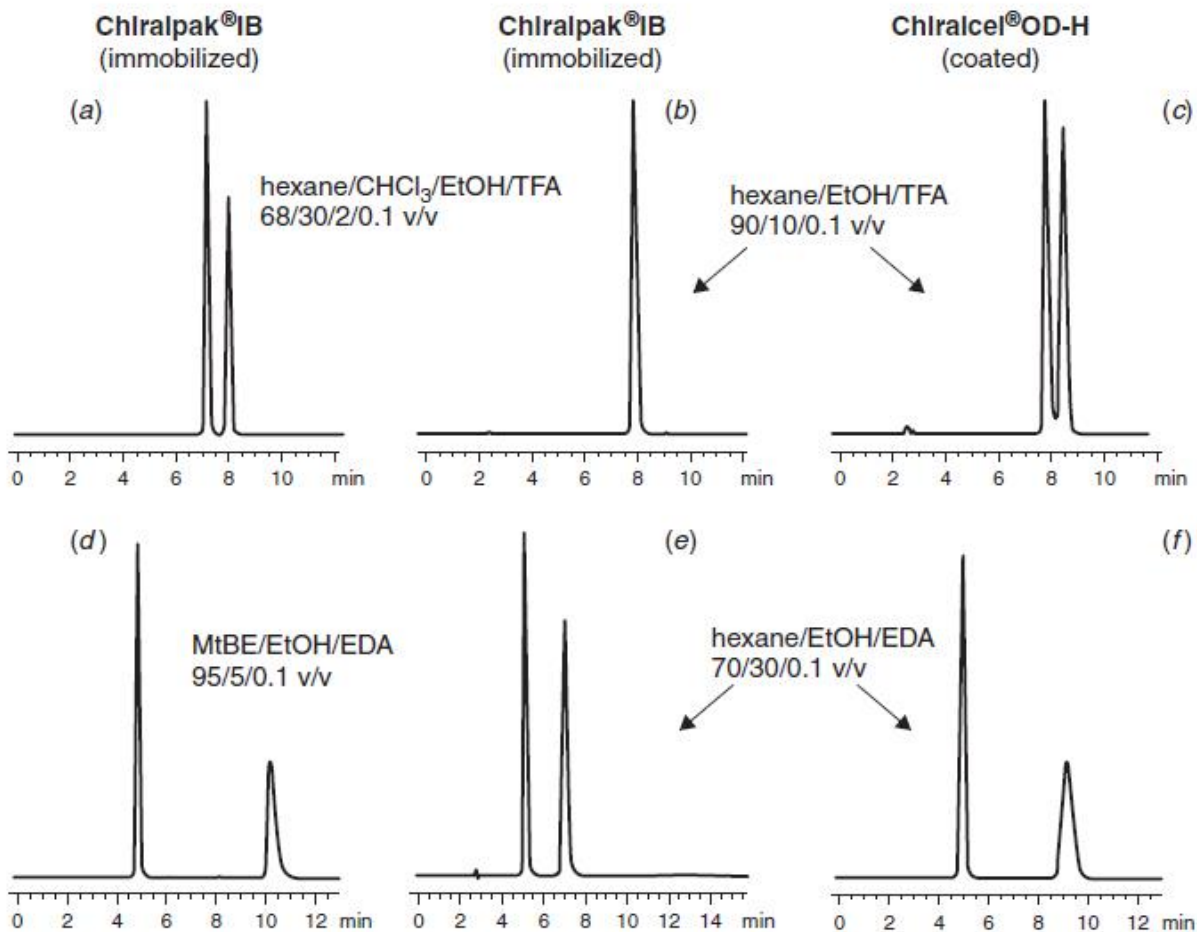 Chiralpak®IB
(immobilized)
Chiralpak®IB
(immobilized)
Chiralcel®OD-H
(coated)
(a)
(b)
(c)
hexane/CHCl3/EtOH/TFA
68/30/2/0.1 v/v
hexane/EtOH/TFA
90/10/0.1 v/v
0 2 4 6 8 10 min
0 2 4 6 8 10 min
0 2 4 6 8 10 min
(d)
(e)
(f)
MtBE/EtOH/EDA
95/5/0.1 v/v
hexane/EtOH/EDA
70/30/0.1 v/v
0 2 4 6 8 10 12 min
0 2 4 6 8 10 12 14 min
0 2 4 6 8 10 12 min